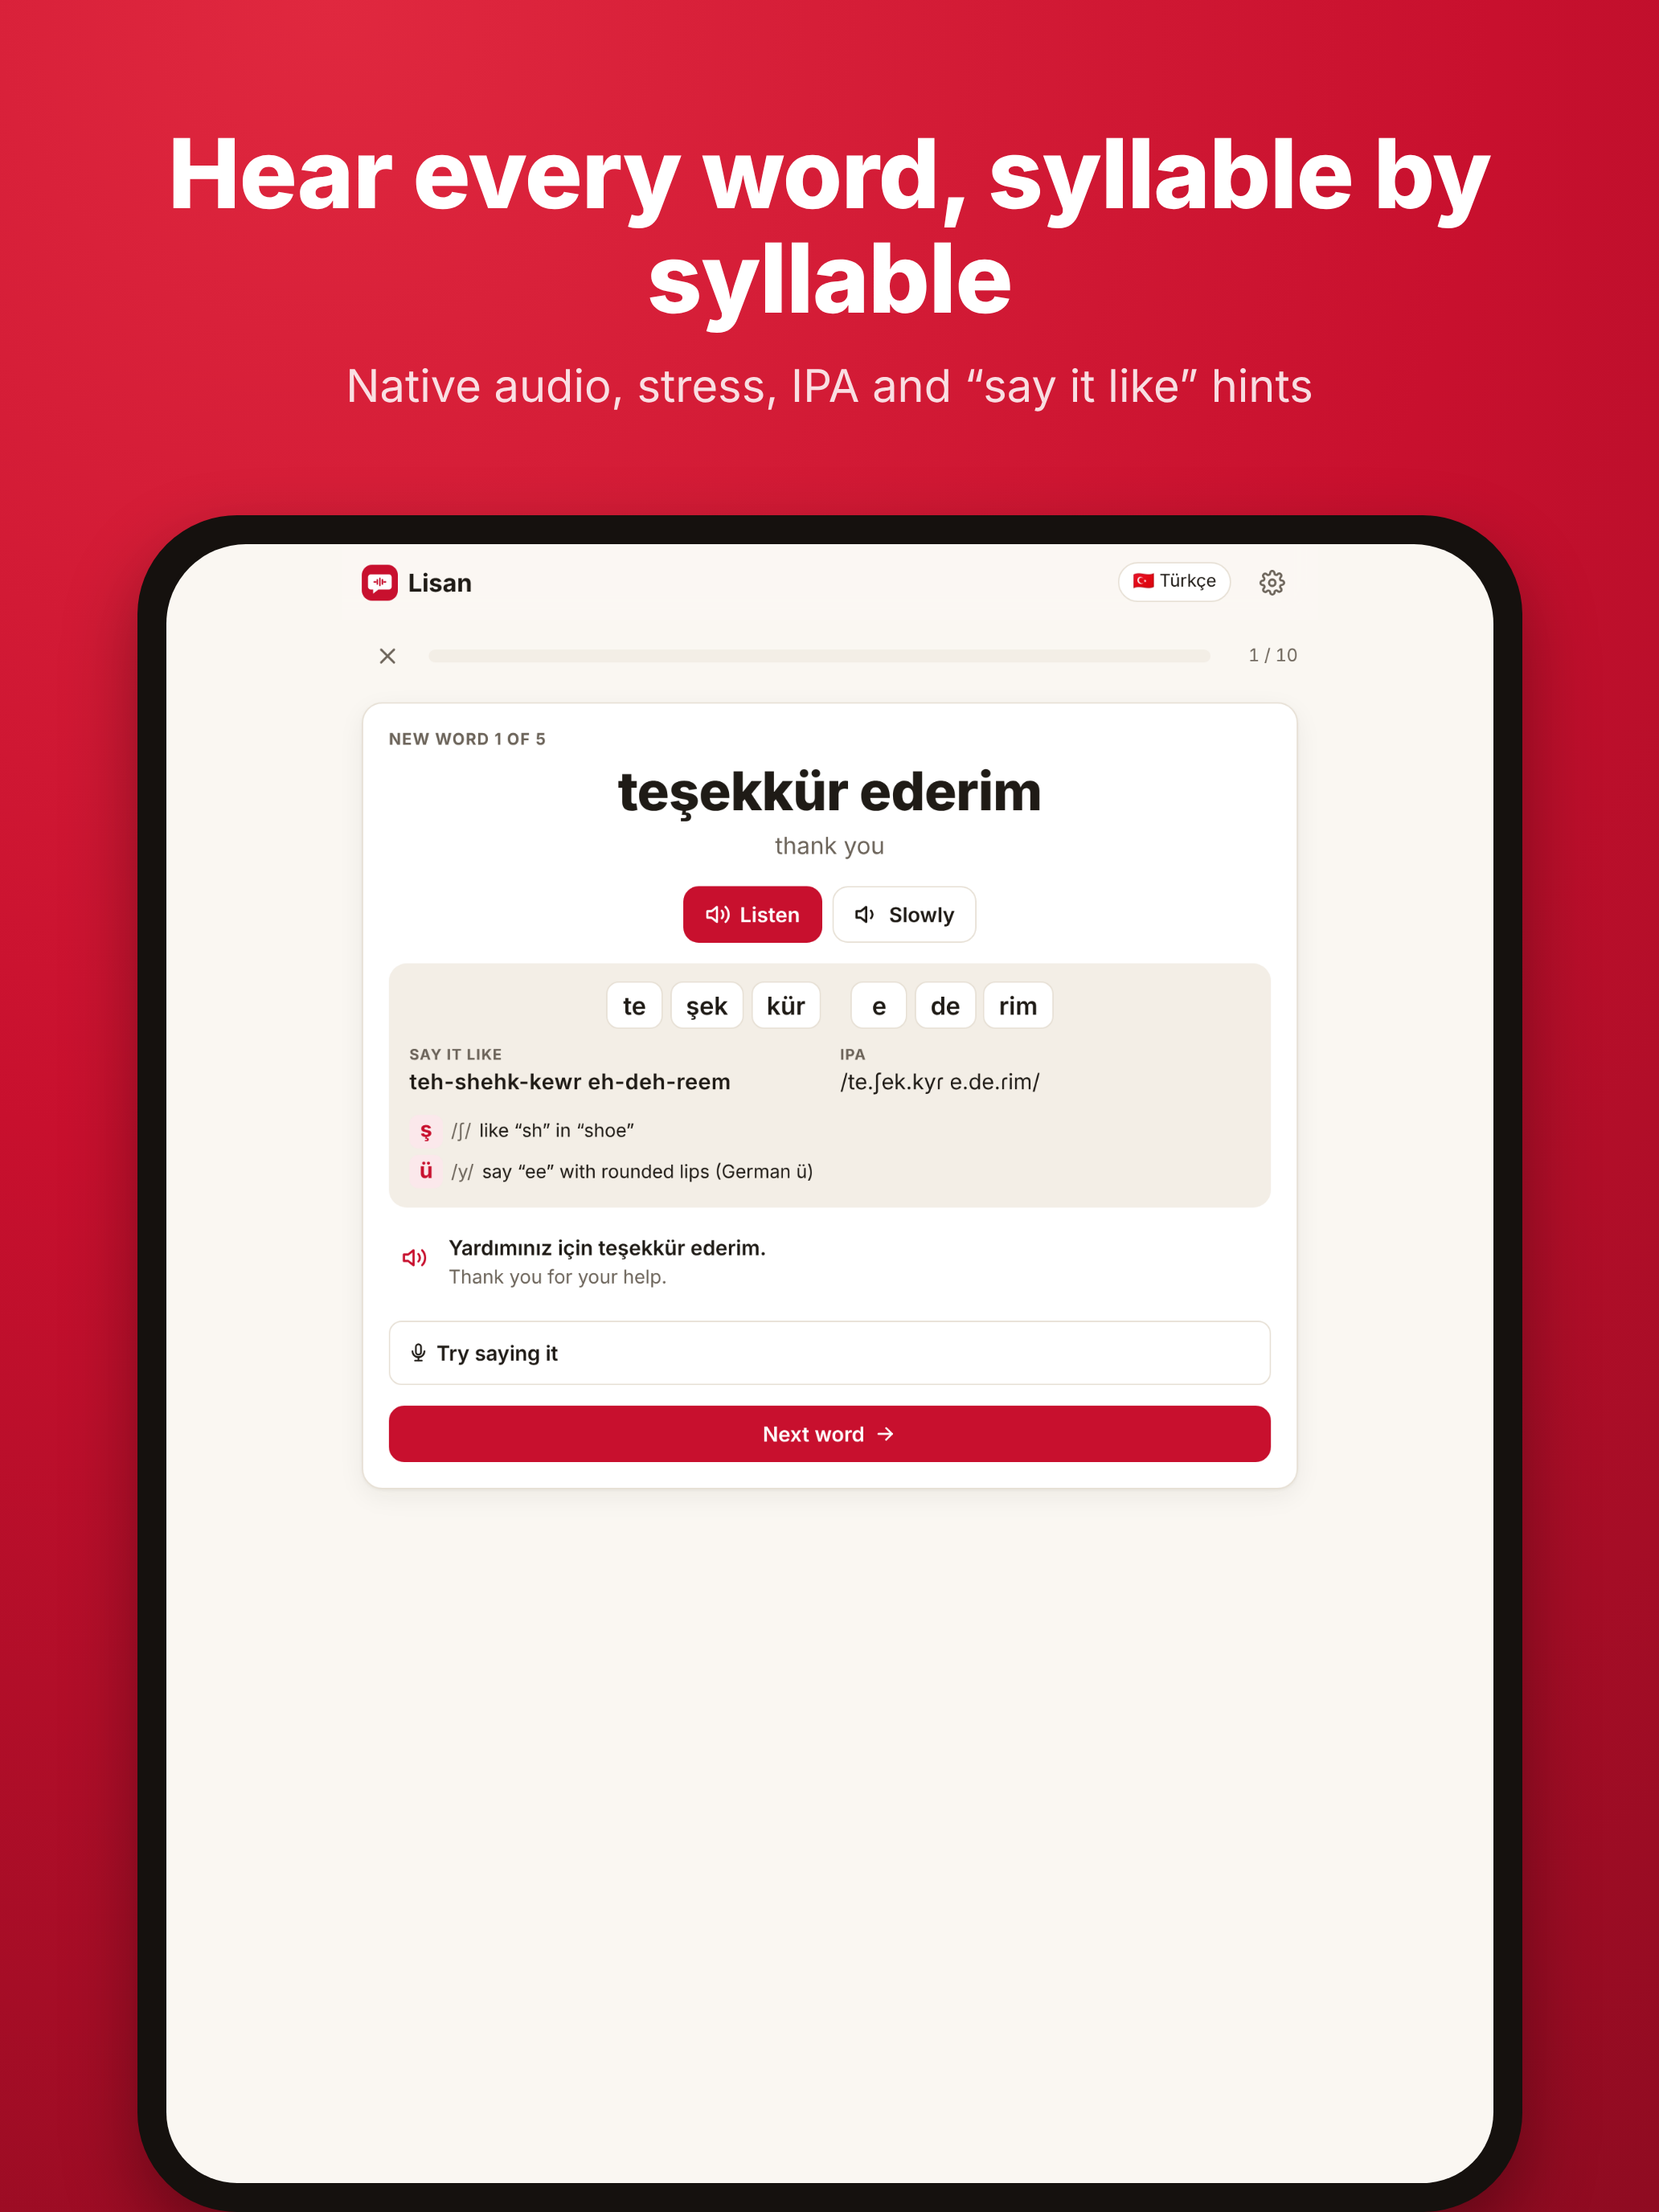 Hear every word, syllable by
syllable
Native audio, stress, IPA and “say it like” hints
Lisan
Türkçe
1 / 10
NEW WORD 1 OF 5
teşekkür ederim
thank you
Listen Slowly
te şek kür e de rim
SAY IT LIKE
teh-shehk-kewr eh-deh-reem
IPA
/te.ʃek.kyɾ e.de.ɾim/
ş /ʃ/ like “sh” in “shoe”
ü /y/ say “ee” with rounded lips (German ü)
Yardımınız için teşekkür ederim.
Thank you for your help.
Try saying it
Next word →